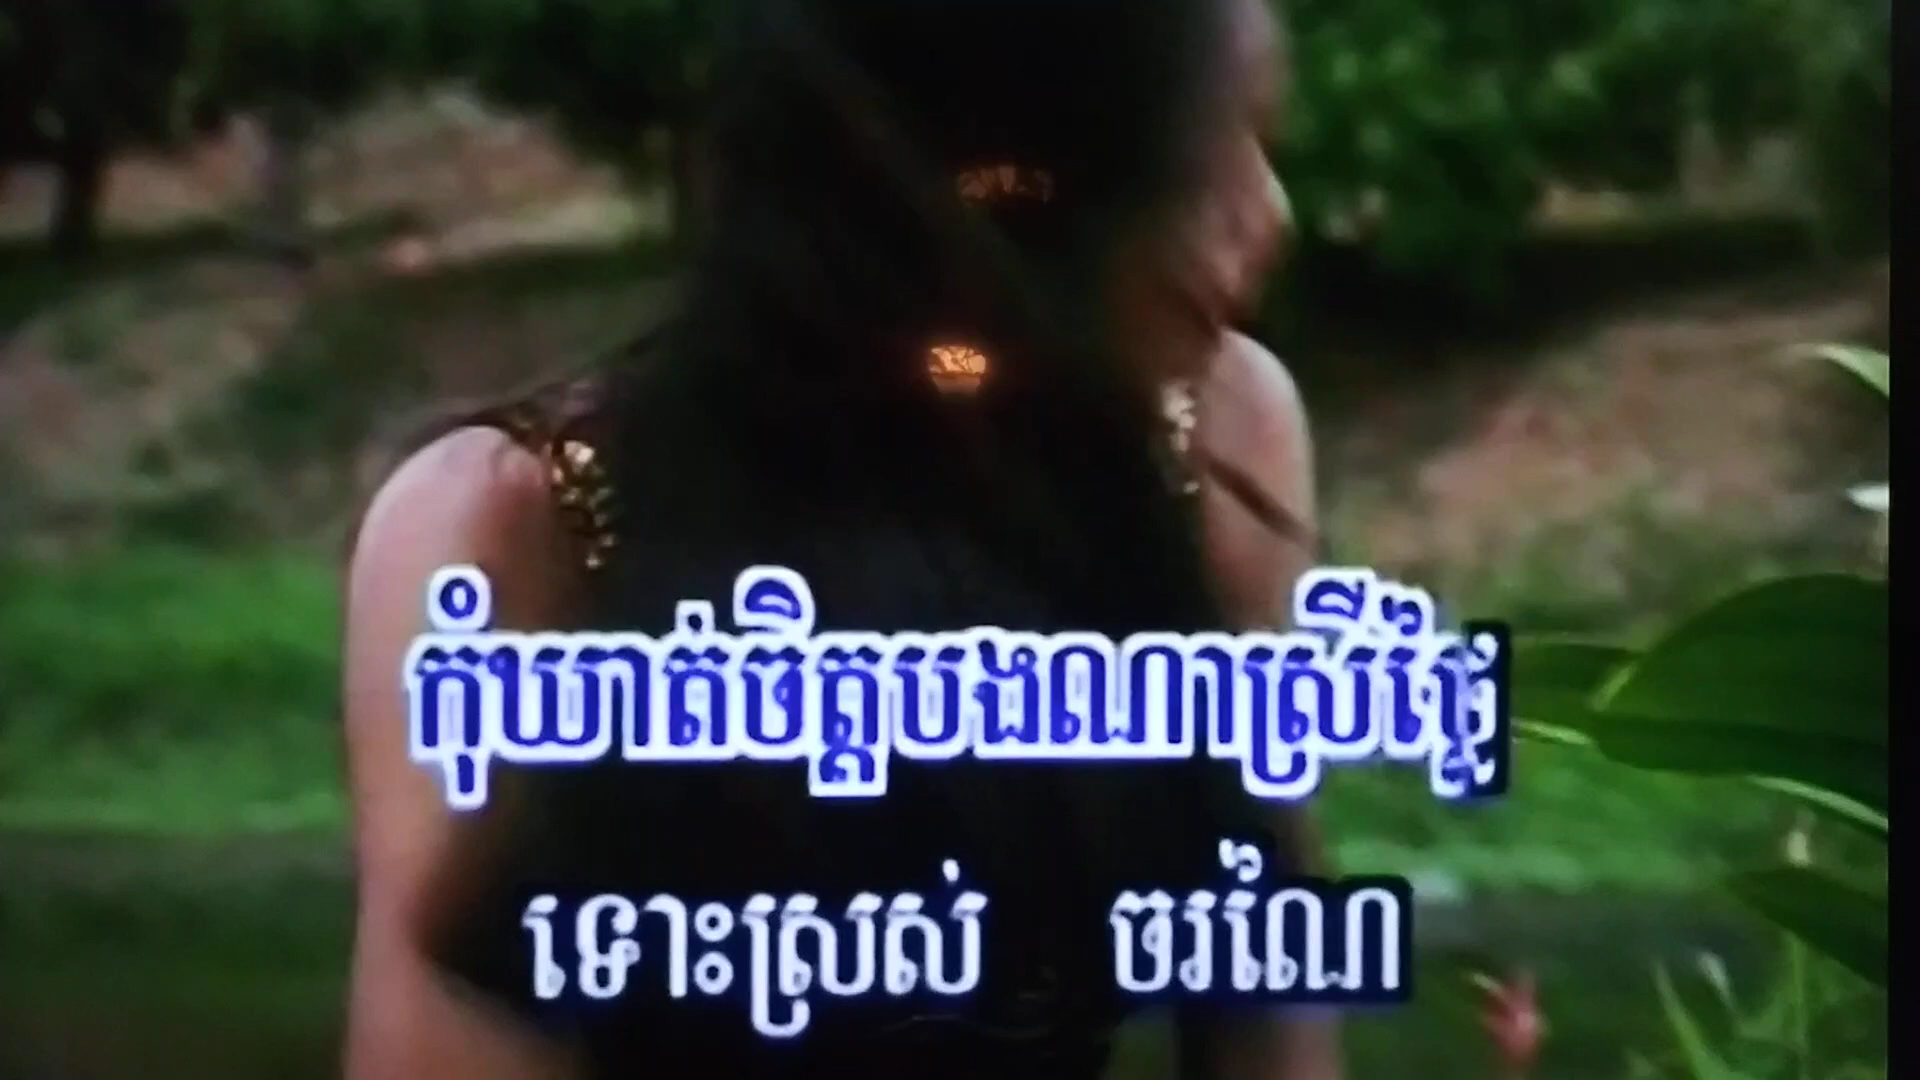 កុំឃាត់ចិត្តបងណាស្រីថ្លៃ
ទោះស្រស់ ចរណៃ